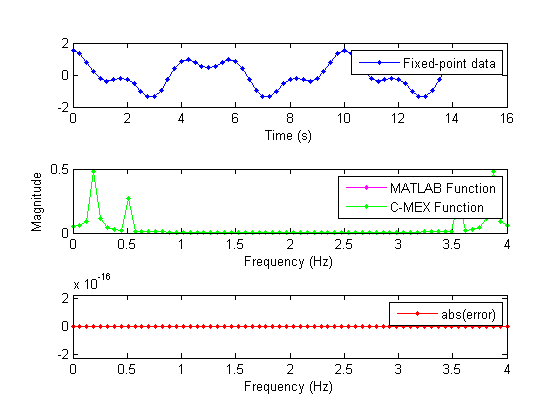 2
0
-2
Fixed-point data
0 2 4 6 8 10 12 14 16
Time (s)
Magnitude
0.5
0
MATLAB Function
C-MEX Function
0 0.5 1 1.5 2 2.5 3 3.5 4
Frequency (Hz)
x 10-16
2
0
-2
abs(error)
0 0.5 1 1.5 2 2.5 3 3.5 4
Frequency (Hz)